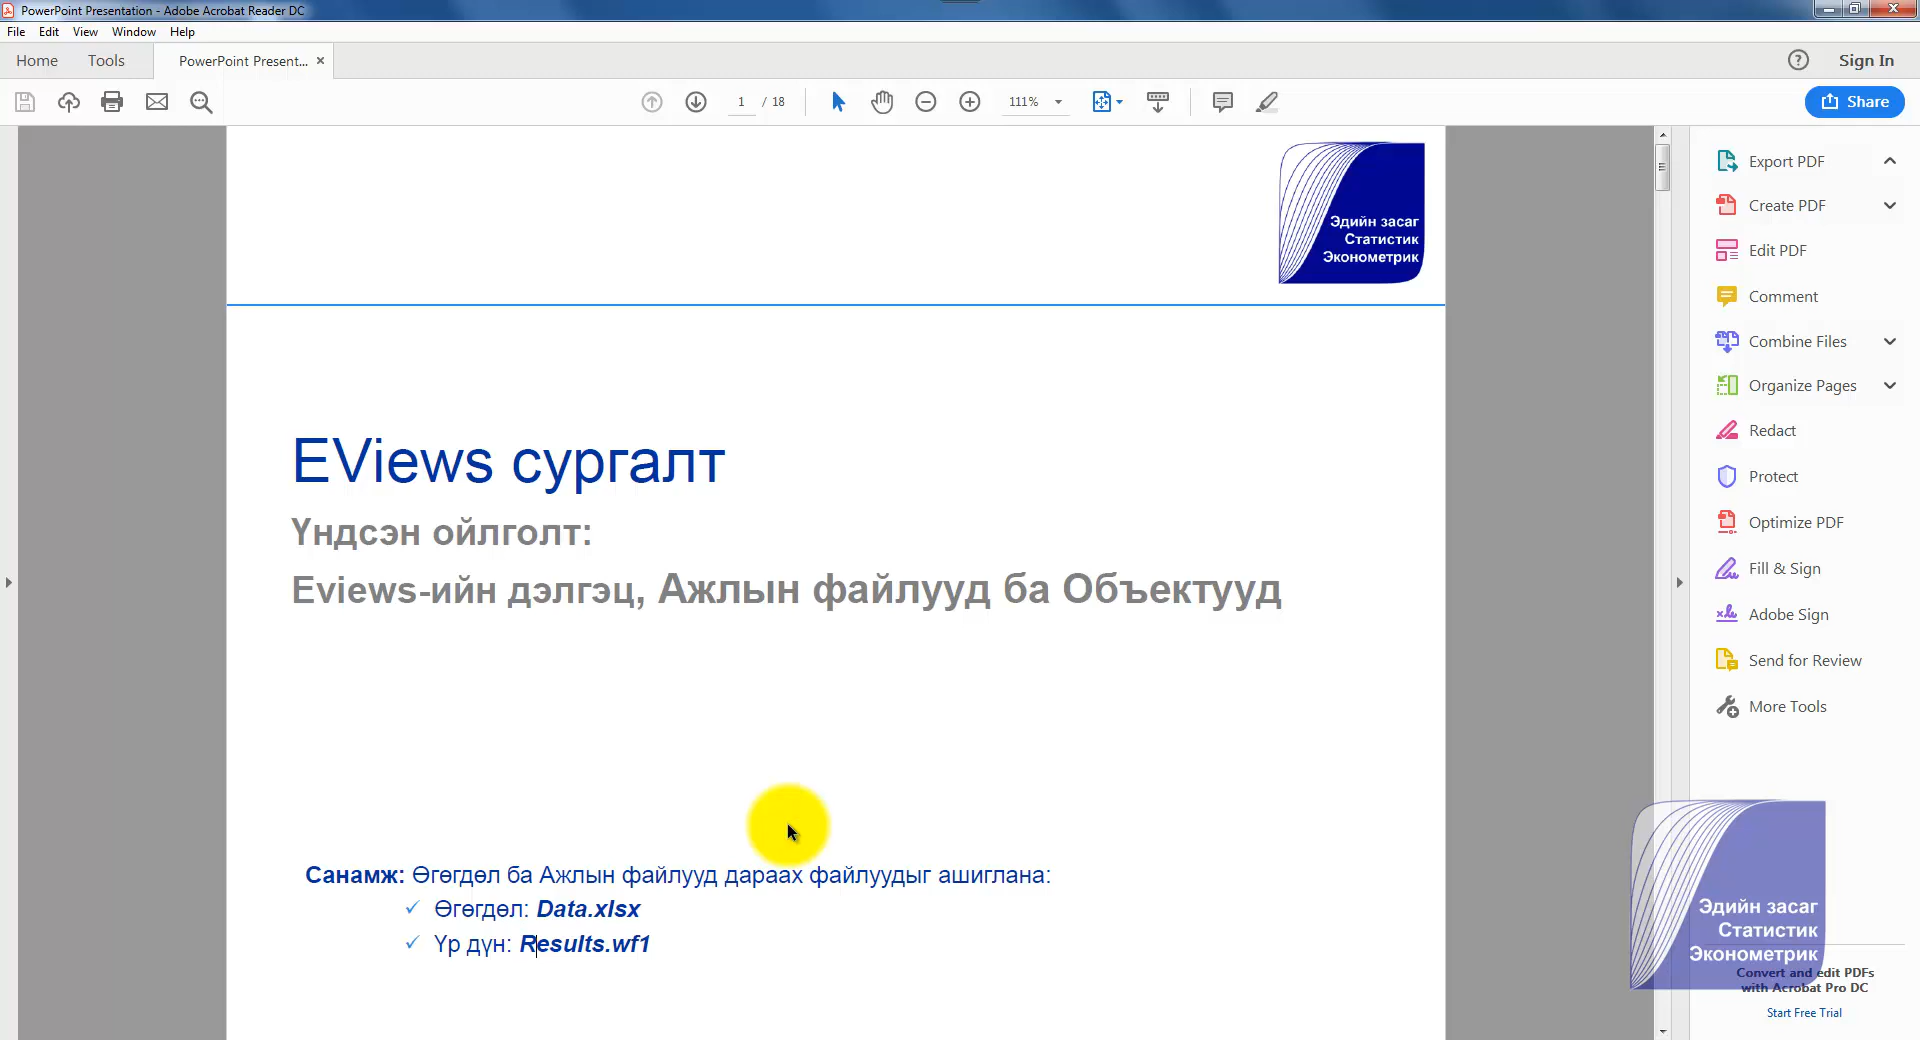 PowerPoint Presentation - Adobe Acrobat Reader DC
File Edit View Window Help
Home Tools PowerPoint Present... × Sign In
1 / 18 111% Share
Эдийн засаг
Статистик
Эконометрик
EViews сургалт
Үндсэн ойлголт:
Eviews-ийн дэлгэц, Ажлын файлууд ба Объектууд
Санамж: Өгөгдөл ба Ажлын файлууд дараах файлуудыг ашиглана:
✓ Өгөгдөл: Data.xlsx
✓ Үр дүн: Results.wf1
Export PDF
Create PDF
Edit PDF
Comment
Combine Files
Organize Pages
Redact
Protect
Optimize PDF
Fill & Sign
Adobe Sign
Send for Review
More Tools
Эдийн засаг
Статистик
Эконометрик
Convert and edit PDFs
with Acrobat Pro DC
Start Free Trial